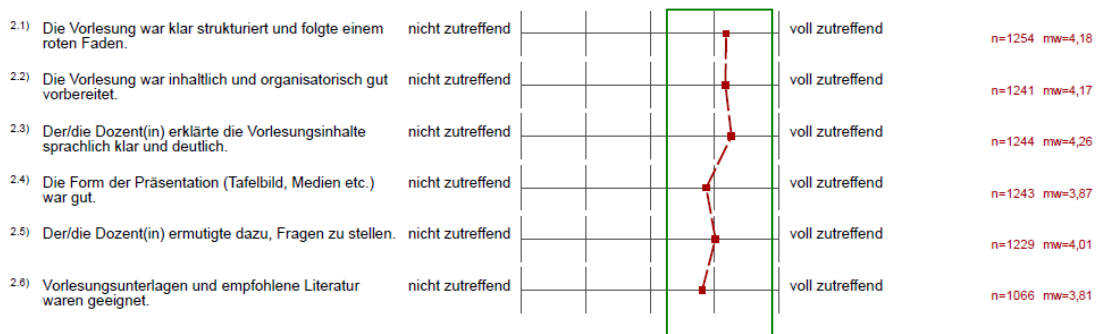 2.1) Die Vorlesung war klar strukturiert und folgte einem roten Faden. nicht zutreffend voll zutreffend n=1254 mw=4,18
2.2) Die Vorlesung war inhaltlich und organisatorisch gut vorbereitet. nicht zutreffend voll zutreffend n=1241 mw=4,17
2.3) Der/die Dozent(in) erklärte die Vorlesungsinhalte sprachlich klar und deutlich. nicht zutreffend voll zutreffend n=1244 mw=4,26
2.4) Die Form der Präsentation (Tafelbild, Medien etc.) war gut. nicht zutreffend voll zutreffend n=1243 mw=3,87
2.5) Der/die Dozent(in) ermutigte dazu, Fragen zu stellen. nicht zutreffend voll zutreffend n=1229 mw=4,01
2.6) Vorlesungsunterlagen und empfohlene Literatur waren geeignet. nicht zutreffend voll zutreffend n=1066 mw=3,81